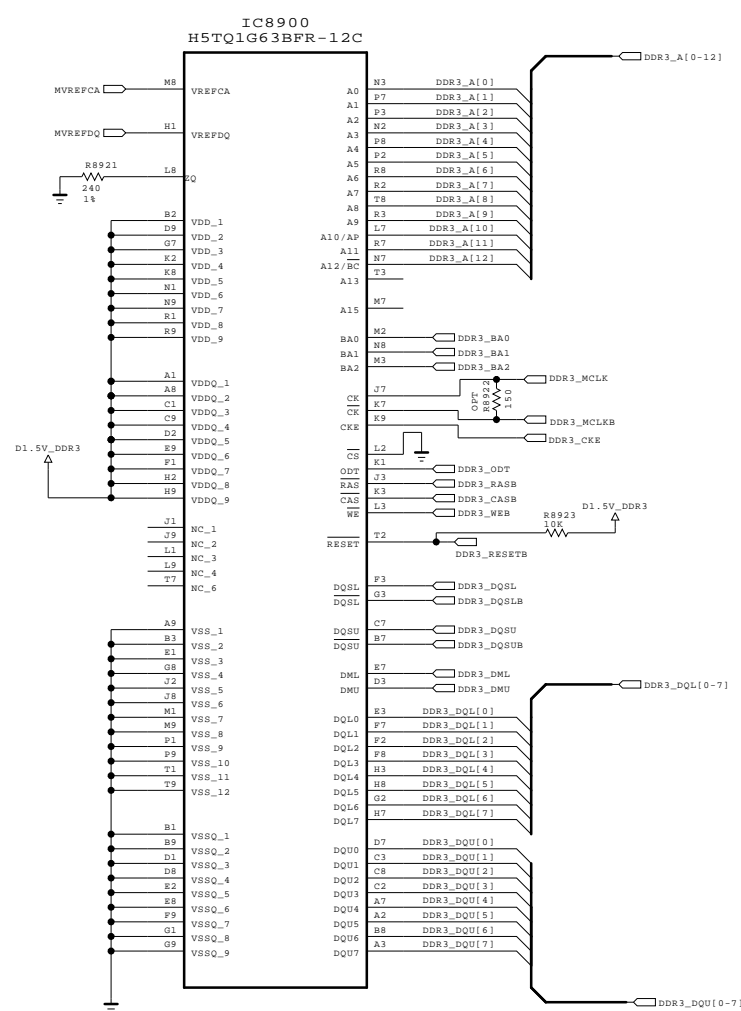 IC8900
H5TQ1G63BFR-12C
DDR3_A[0-12]
MVREFCA M8 VREFCA
MVREFDQ H1 VREFDQ
R8921
240
1%
L8 ZQ
B2 VDD_1
D9 VDD_2
G7 VDD_3
K2 VDD_4
K8 VDD_5
N1 VDD_6
N9 VDD_7
R1 VDD_8
R9 VDD_9
A1 VDDQ_1
A8 VDDQ_2
C1 VDDQ_3
C9 VDDQ_4
D2 VDDQ_5
E9 VDDQ_6
F1 VDDQ_7
H2 VDDQ_8
H9 VDDQ_9
D1.5V_DDR3
J1 NC_1
J9 NC_2
L1 NC_3
L9 NC_4
T7 NC_6
A9 VSS_1
B3 VSS_2
E1 VSS_3
G8 VSS_4
J2 VSS_5
J8 VSS_6
M1 VSS_7
M9 VSS_8
P1 VSS_9
P9 VSS_10
T1 VSS_11
T9 VSS_12
B1 VSSQ_1
B9 VSSQ_2
D1 VSSQ_3
D8 VSSQ_4
E2 VSSQ_5
E8 VSSQ_6
F9 VSSQ_7
G1 VSSQ_8
G9 VSSQ_9
A0 N3 DDR3_A[0]
A1 P7 DDR3_A[1]
A2 P3 DDR3_A[2]
A3 N2 DDR3_A[3]
A4 P8 DDR3_A[4]
A5 P2 DDR3_A[5]
A6 R8 DDR3_A[6]
A7 R2 DDR3_A[7]
A8 T8 DDR3_A[8]
A9 R3 DDR3_A[9]
A10/AP L7 DDR3_A[10]
A11 R7 DDR3_A[11]
A12/BC N7 DDR3_A[12]
A13 T3
A15 M7
BA0 M2 DDR3_BA0
BA1 N8 DDR3_BA1
BA2 M3 DDR3_BA2
CK J7 DDR3_MCLK
OPT
R8922
150
CK K7 DDR3_MCLKB
CKE K9 DDR3_CKE
CS L2
ODT K1 DDR3_ODT
RAS J3 DDR3_RASB
CAS K3 DDR3_CASB
WE L3 DDR3_WEB
R8923
10K
D1.5V_DDR3
RESET T2 DDR3_RESETB
DQSL F3 DDR3_DQSL
DQSL G3 DDR3_DQSLB
DQSU C7 DDR3_DQSU
DQSU B7 DDR3_DQSUB
DML E7 DDR3_DML
DMU D3 DDR3_DMU
DDR3_DQL[0-7]
DQL0 E3 DDR3_DQL[0]
DQL1 F7 DDR3_DQL[1]
DQL2 F2 DDR3_DQL[2]
DQL3 F8 DDR3_DQL[3]
DQL4 H3 DDR3_DQL[4]
DQL5 H8 DDR3_DQL[5]
DQL6 G2 DDR3_DQL[6]
DQL7 H7 DDR3_DQL[7]
DQU0 D7 DDR3_DQU[0]
DQU1 C3 DDR3_DQU[1]
DQU2 C8 DDR3_DQU[2]
DQU3 C2 DDR3_DQU[3]
DQU4 A7 DDR3_DQU[4]
DQU5 A2 DDR3_DQU[5]
DQU6 B8 DDR3_DQU[6]
DQU7 A3 DDR3_DQU[7]
DDR3_DQU[0-7]